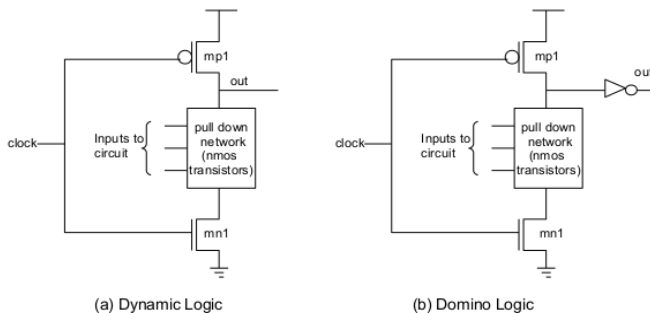 mp1
out
clock
Inputs to
circuit
pull down
network
(nmos
transistors)
mn1
(a) Dynamic Logic
mp1
out
clock
Inputs to
circuit
pull down
network
(nmos
transistors)
mn1
(b) Domino Logic